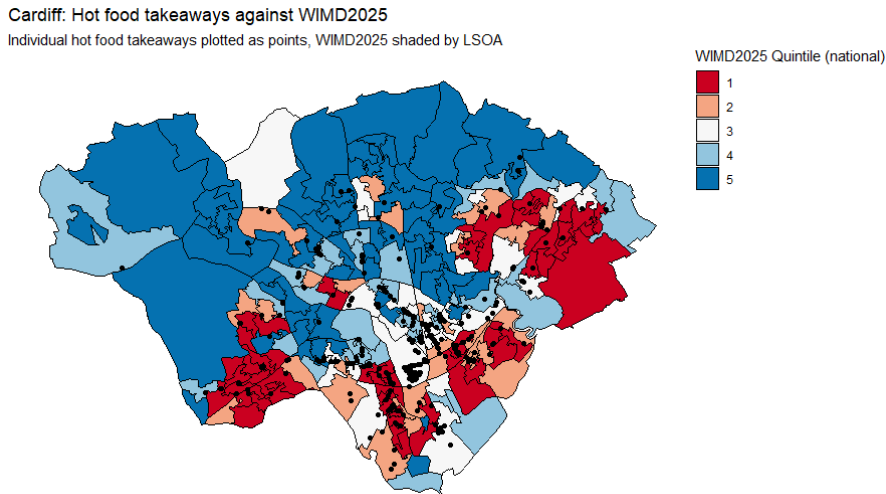 Cardiff: Hot food takeaways against WIMD2025
Individual hot food takeaways plotted as points, WIMD2025 shaded by LSOA
WIMD2025 Quintile (national)
1
2
3
4
5